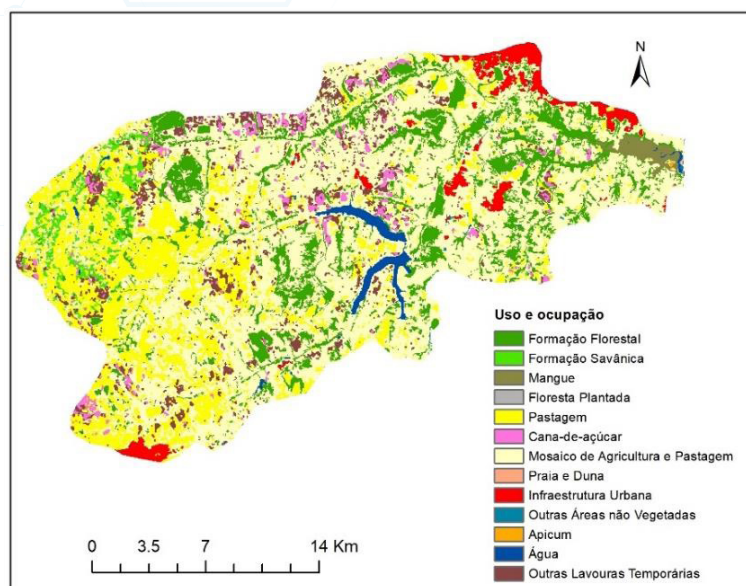 N
Uso e ocupação
Formação Florestal
Formação Savânica
Mangue
Floresta Plantada
Pastagem
Cana-de-açúcar
Mosaico de Agricultura e Pastagem
Praia e Duna
Infraestrutura Urbana
Outras Áreas não Vegetadas
Apicum
Água
Outras Lavouras Temporárias
0 3.5 7 14 Km